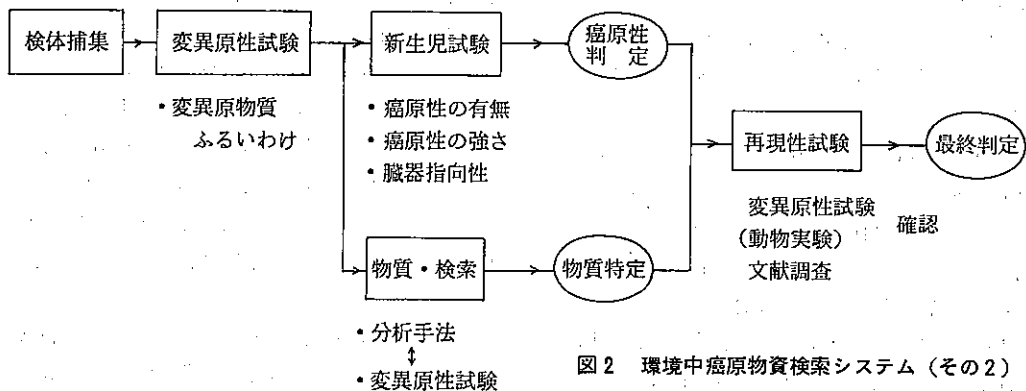 検体捕集
変異原性試験
・変異原物質
ふるいわけ
新生児試験
・癌原性の有無
・癌原性の強さ
・臓器指向性
癌原性
判定
物質・検索
・分析手法
↕
・変異原性試験
物質特定
再現性試験
変異原性試験
(動物実験)
文献調査
確認
最終判定
図2 環境中癌原物資検索システム(その2)